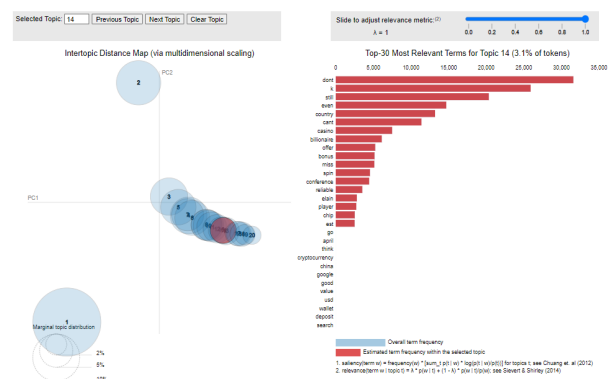 Selected Topic: 14 Previous Topic Next Topic Clear Topic
Slide to adjust relevance metric:(2)
λ = 1
0.0 0.2 0.4 0.6 0.8 1.0
Intertopic Distance Map (via multidimensional scaling)
PC2
PC1
2
3
5
20
1
Marginal topic distribution
2%
5%
10%
Top-30 Most Relevant Terms for Topic 14 (3.1% of tokens)
0 5,000 10,000 15,000 20,000 25,000 30,000 35,000
dont
k
still
even
country
cant
casino
billionaire
offer
bonus
miss
spin
conference
reliable
elain
player
chip
est
go
april
think
cryptocurrency
china
google
good
value
usd
wallet
deposit
search
Overall term frequency
Estimated term frequency within the selected topic
1. saliency(term w) = frequency(w) * [sum_t p(t | w) * log(p(t | w)/p(t))] for topics t; see Chuang et. al (2012)
2. relevance(term w | topic t) = λ * p(w | t) + (1 - λ) * p(w | t)/p(w); see Sievert & Shirley (2014)